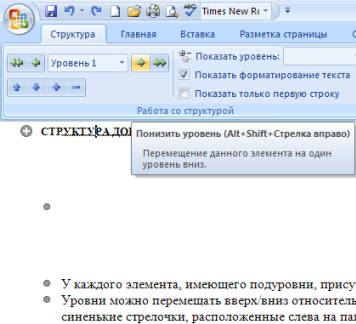 Times New Ro
Структура Главная Вставка Разметка страницы С
Показать уровень:
Уровень 1
Показать форматирование текста
Показать только первую строку
Работа со структурой
СТРУКТУРА ДО
Понизить уровень (Alt+Shift+Стрелка вправо)
Перемещение данного элемента на один
уровень вниз.
У каждого элемента, имеющего подуровни, прису
Уровни можно перемещать вверх/вниз относитель
синенькие стрелочки, расположенные слева на па